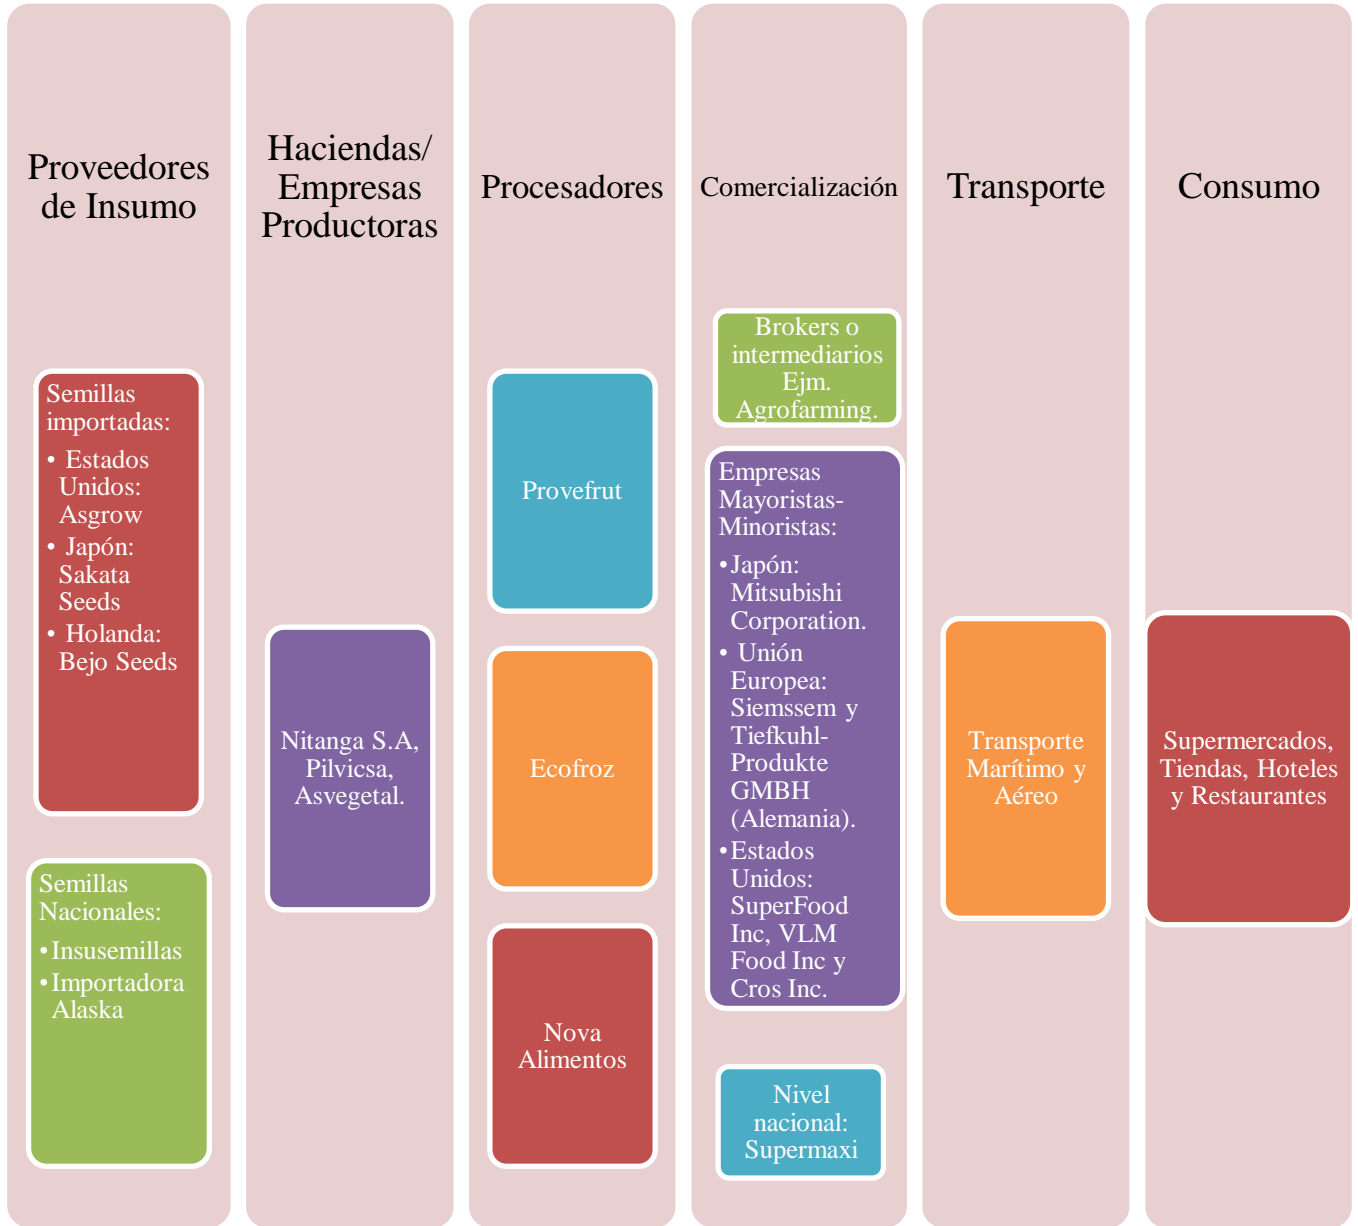 Proveedores
de Insumo
Semillas
importadas:
• Estados
Unidos:
Asgrow
• Japón:
Sakata
Seeds
• Holanda:
Bejo Seeds
Semillas
Nacionales:
•Insusemillas
•Importadora
Alaska
Haciendas/
Empresas
Productoras
Nitanga S.A,
Pilvicsa,
Asvegetal.
Procesadores
Provefrut
Ecofroz
Nova
Alimentos
Comercialización
Brokers o
intermediarios
Ejm.
Agrofarming.
Empresas
Mayoristas-
Minoristas:
•Japón:
Mitsubishi
Corporation.
• Unión
Europea:
Siemssem y
Tiefkuhl-
Produkte
GMBH
(Alemania).
•Estados
Unidos:
SuperFood
Inc, VLM
Food Inc y
Cros Inc.
Nivel
nacional:
Supermaxi
Transporte
Transporte
Marítimo y
Aéreo
Consumo
Supermercados,
Tiendas, Hoteles
y Restaurantes